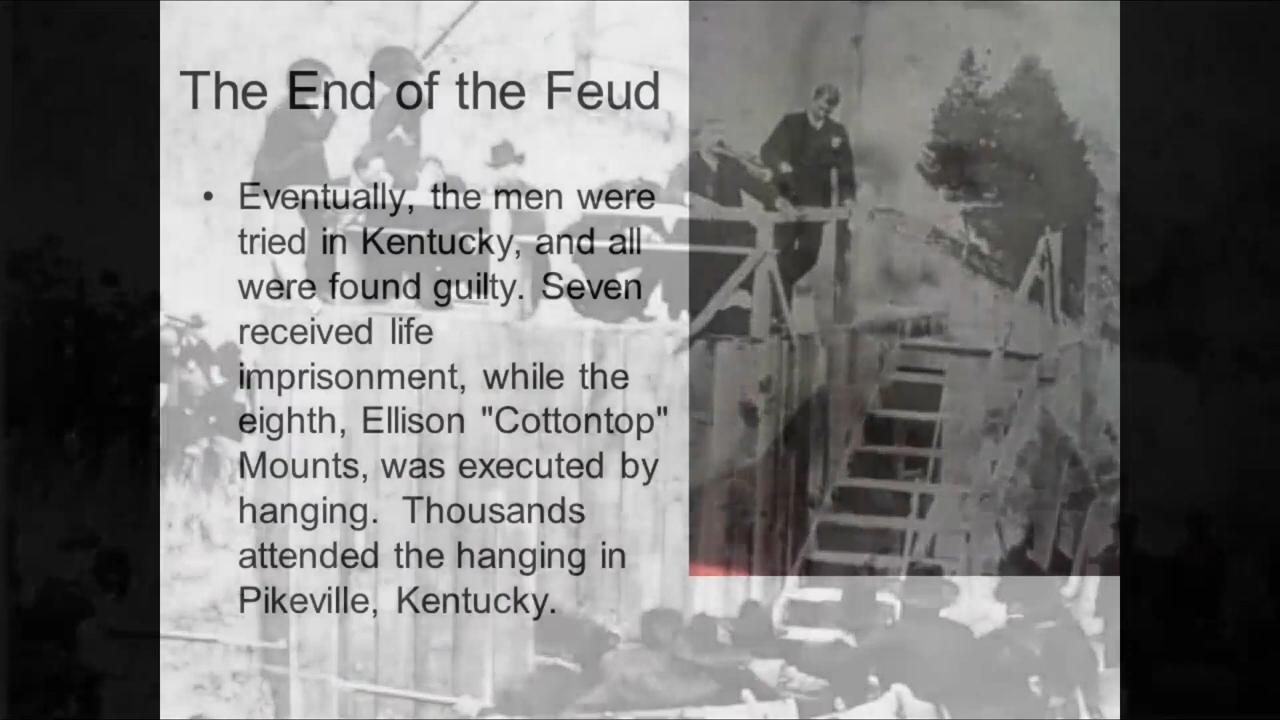 The End of the Feud
• Eventually, the men were
tried in Kentucky, and all
were found guilty. Seven
received life
imprisonment, while the
eighth, Ellison "Cottontop"
Mounts, was executed by
hanging. Thousands
attended the hanging in
Pikeville, Kentucky.